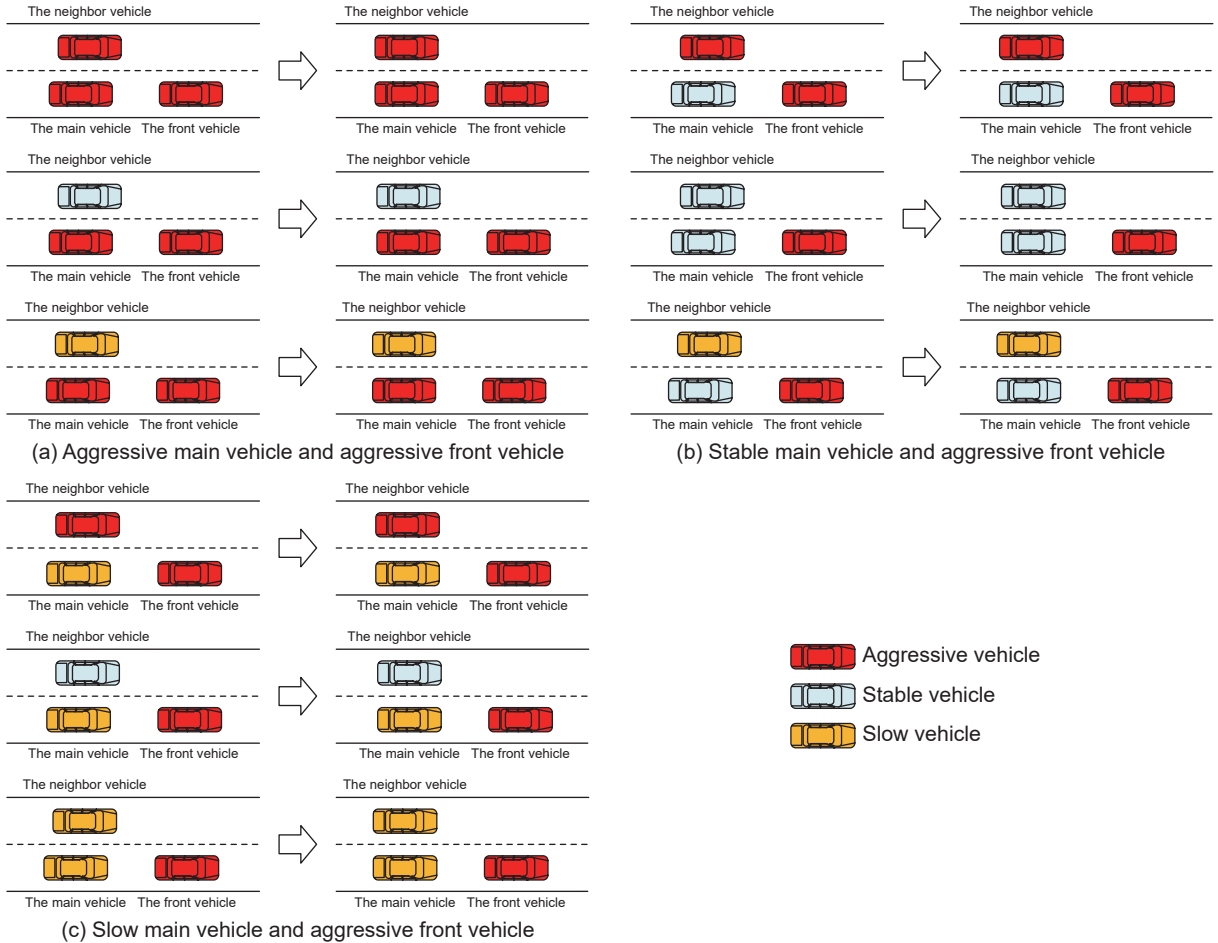 The neighbor vehicle The neighbor vehicle
The main vehicle The front vehicle The main vehicle The front vehicle
The neighbor vehicle The neighbor vehicle
The main vehicle The front vehicle The main vehicle The front vehicle
The neighbor vehicle The neighbor vehicle
The main vehicle The front vehicle The main vehicle The front vehicle
(a) Aggressive main vehicle and aggressive front vehicle
The neighbor vehicle The neighbor vehicle
The main vehicle The front vehicle The main vehicle The front vehicle
The neighbor vehicle The neighbor vehicle
The main vehicle The front vehicle The main vehicle The front vehicle
The neighbor vehicle The neighbor vehicle
The main vehicle The front vehicle The main vehicle The front vehicle
(b) Stable main vehicle and aggressive front vehicle
The neighbor vehicle The neighbor vehicle
The main vehicle The front vehicle The main vehicle The front vehicle
The neighbor vehicle The neighbor vehicle
The main vehicle The front vehicle The main vehicle The front vehicle
The neighbor vehicle The neighbor vehicle
The main vehicle The front vehicle The main vehicle The front vehicle
(c) Slow main vehicle and aggressive front vehicle
Aggressive vehicle
Stable vehicle
Slow vehicle